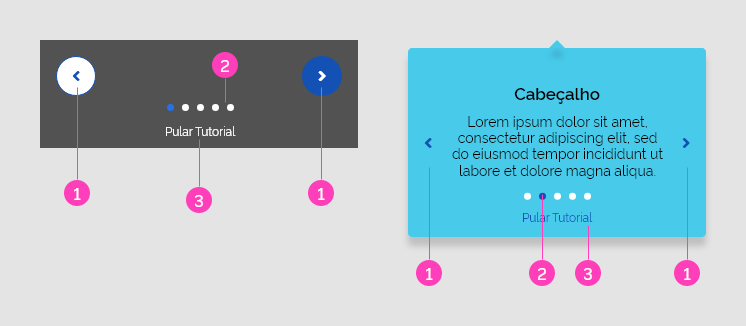 2
Pular Tutorial
1
3
1
Cabeçalho
Lorem ipsum dolor sit amet,
consectetur adipiscing elit, sed
do eiusmod tempor incididunt ut
labore et dolore magna aliqua.
Pular Tutorial
1
2
3
1